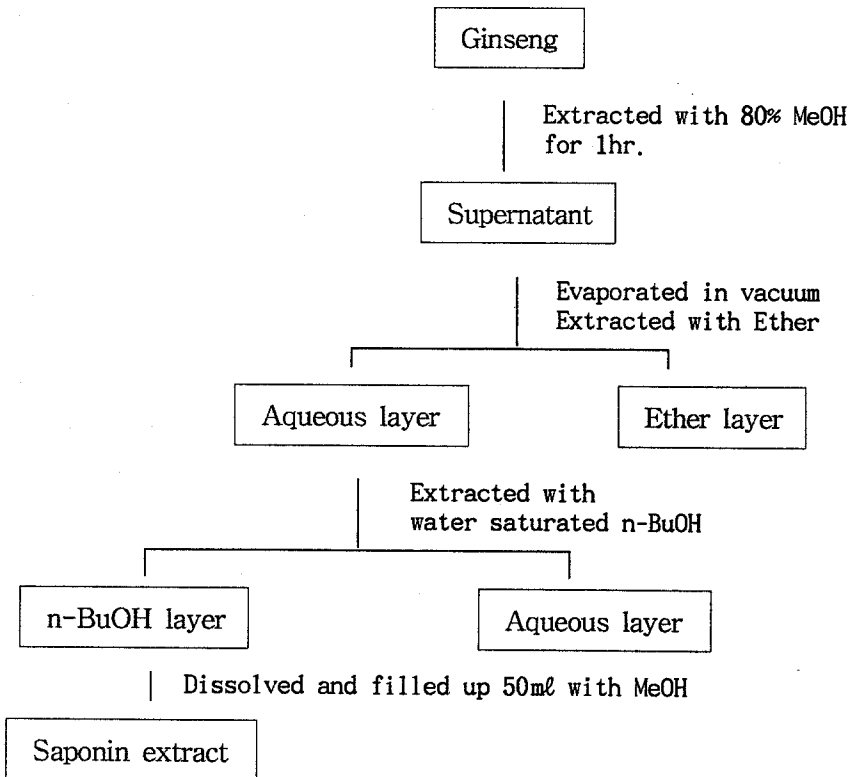 Ginseng
Extracted with 80% MeOH
for 1hr.
Supernatant
Evaporated in vacuum
Extracted with Ether
Aqueous layer
Ether layer
Extracted with
water saturated n-BuOH
n-BuOH layer
Aqueous layer
Dissolved and filled up 50mℓ with MeOH
Saponin extract